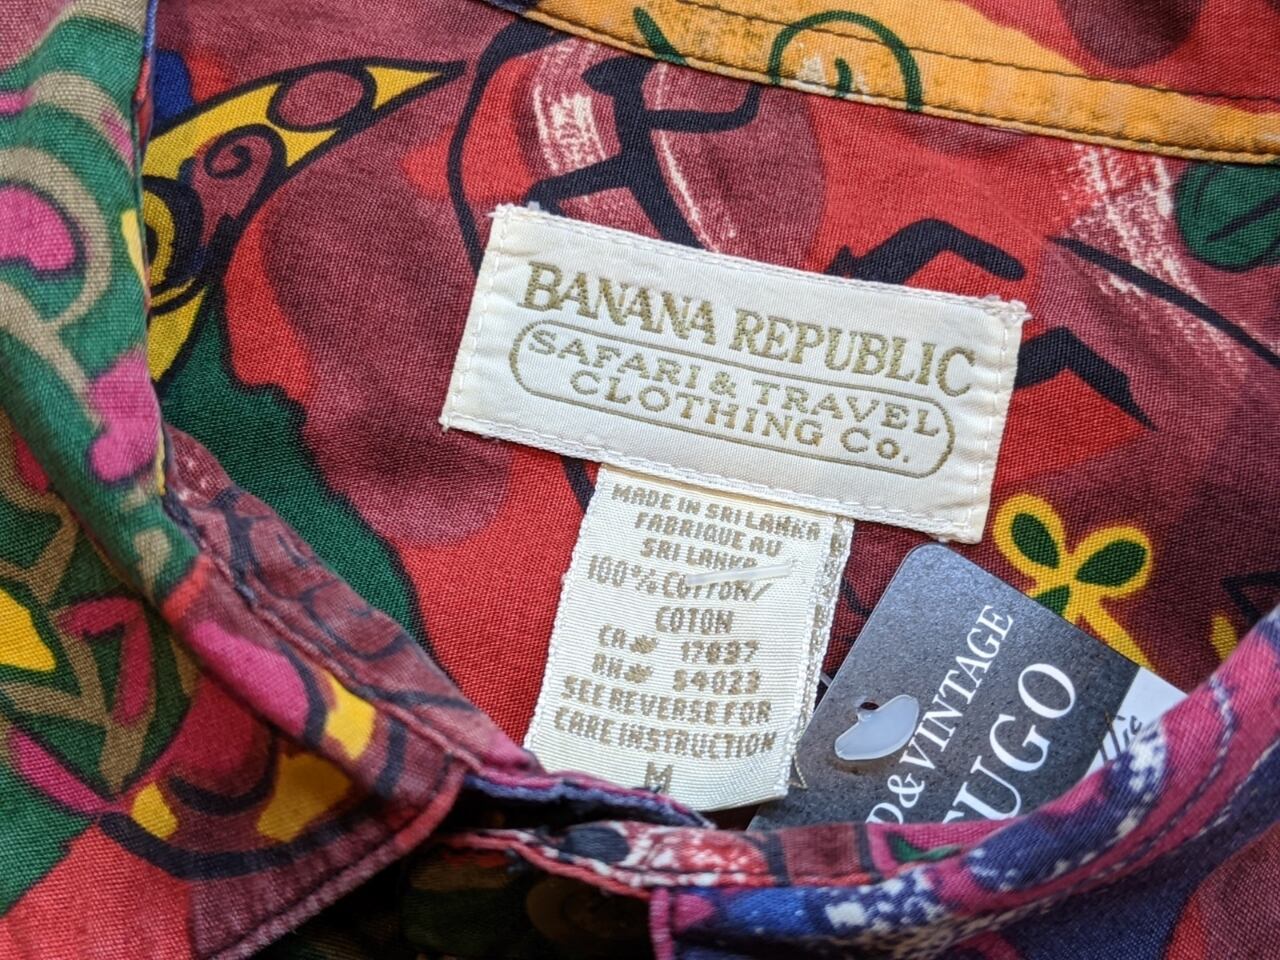 BANANA REPUBLIC
SAFARI & TRAVEL
CLOTHING Co.
MADE IN SRI LANKA
FABRIQUE AU
SRI LANKA
100% COTTON/
COTON
CA# 17897
RN# 54023
SEE REVERSE FOR
CARE INSTRUCTION
M
D&VINTAGE
FUGO